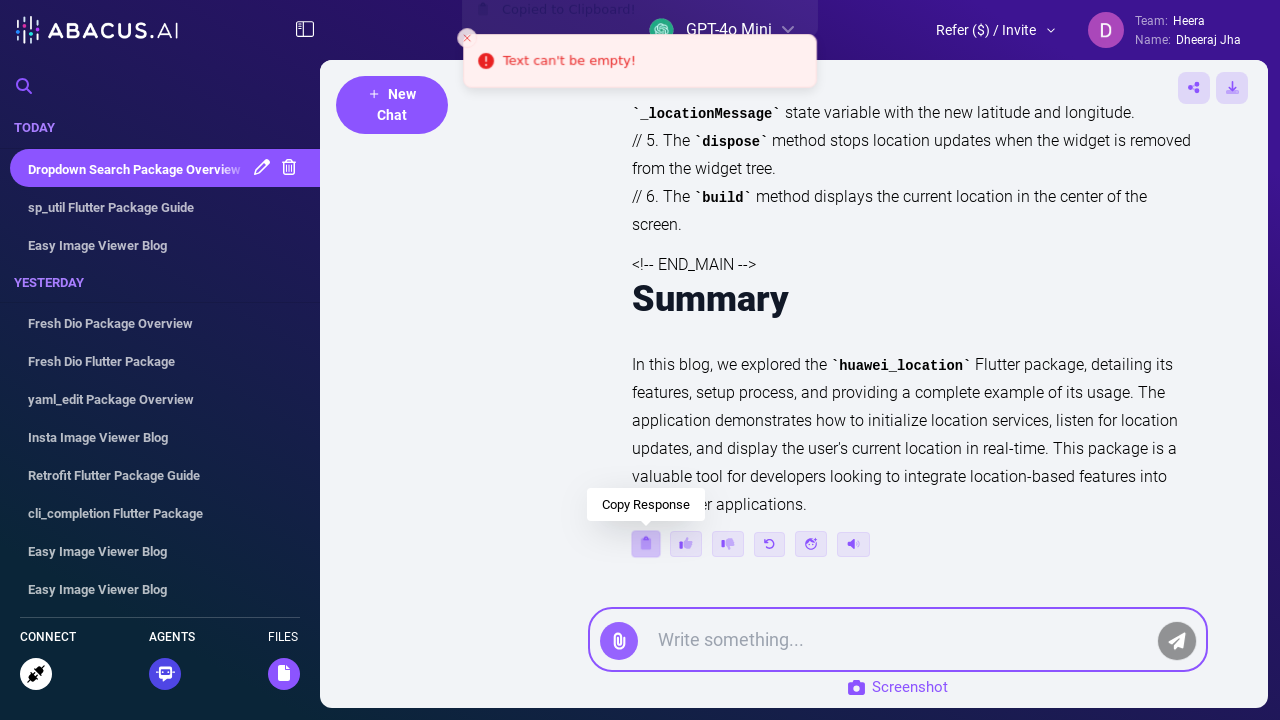 ABACUS.AI
Copied to Clipboard!
GPT-4o Mini
Refer ($) / Invite
D
Team: Heera
Name: Dheeraj Jha
Text can't be empty!
+ New Chat
TODAY
Dropdown Search Package Overview
sp_util Flutter Package Guide
Easy Image Viewer Blog
YESTERDAY
Fresh Dio Package Overview
Fresh Dio Flutter Package
yaml_edit Package Overview
Insta Image Viewer Blog
Retrofit Flutter Package Guide
cli_completion Flutter Package
Easy Image Viewer Blog
Easy Image Viewer Blog
CONNECT
AGENTS
FILES
`_locationMessage` state variable with the new latitude and longitude.
// 5. The `dispose` method stops location updates when the widget is removed
from the widget tree.
// 6. The `build` method displays the current location in the center of the
screen.
<!-- END_MAIN -->
Summary
In this blog, we explored the `huawei_location` Flutter package, detailing its
features, setup process, and providing a complete example of its usage. The
application demonstrates how to initialize location services, listen for location
updates, and display the user's current location in real-time. This package is a
valuable tool for developers looking to integrate location-based features into
er applications.
Copy Response
Write something...
Screenshot